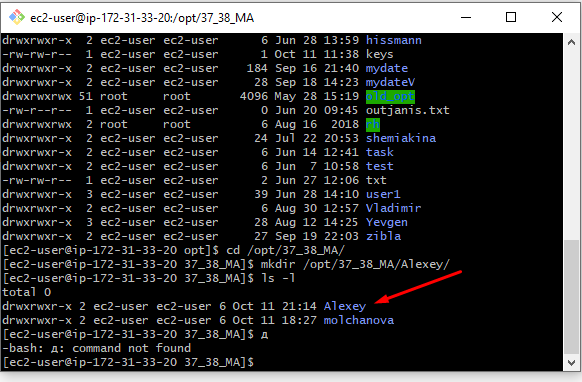 ec2-user@ip-172-31-33-20:/opt/37_38_MA
drwxrwxr-x 2 ec2-user ec2-user 6 Jun 28 13:59 hissmann
-rw-rw-r-- 1 ec2-user ec2-user 1 Oct 11 11:38 keys
drwxrwxr-x 2 ec2-user ec2-user 184 Sep 16 21:40 mydate
drwxrwxr-x 2 ec2-user ec2-user 28 Sep 18 14:23 mydateV
drwxrwxrwx 51 root root 4096 May 28 15:19 old_opt
-rw-r--r-- 1 ec2-user ec2-user 0 Jun 20 09:45 outjanis.txt
drwxrwxrwx 2 root root 6 Aug 16 2018 rh
drwxrwxr-x 2 ec2-user ec2-user 24 Jul 22 20:53 shemiakina
drwxrwxr-x 2 ec2-user ec2-user 6 Jun 14 12:41 task
drwxrwxr-x 2 ec2-user ec2-user 6 Jun 7 10:58 test
-rw-rw-r-- 1 ec2-user ec2-user 2 Jun 27 12:06 txt
drwxrwxr-x 3 ec2-user ec2-user 39 Jun 28 14:10 user1
drwxrwxr-x 2 ec2-user ec2-user 6 Aug 30 12:57 Vladimir
drwxrwxr-x 3 ec2-user ec2-user 28 Aug 12 14:25 Yevgen
drwxrwxr-x 2 ec2-user ec2-user 27 Sep 19 22:03 zibla
[ec2-user@ip-172-31-33-20 opt]$ cd /opt/37_38_MA/
[ec2-user@ip-172-31-33-20 37_38_MA]$ mkdir /opt/37_38_MA/Alexey/
[ec2-user@ip-172-31-33-20 37_38_MA]$ ls -l
total 0
drwxrwxr-x 2 ec2-user ec2-user 6 Oct 11 21:14 Alexey
drwxrwxr-x 2 ec2-user ec2-user 6 Oct 11 18:27 molchanova
[ec2-user@ip-172-31-33-20 37_38_MA]$ д
-bash: д: command not found
[ec2-user@ip-172-31-33-20 37_38_MA]$